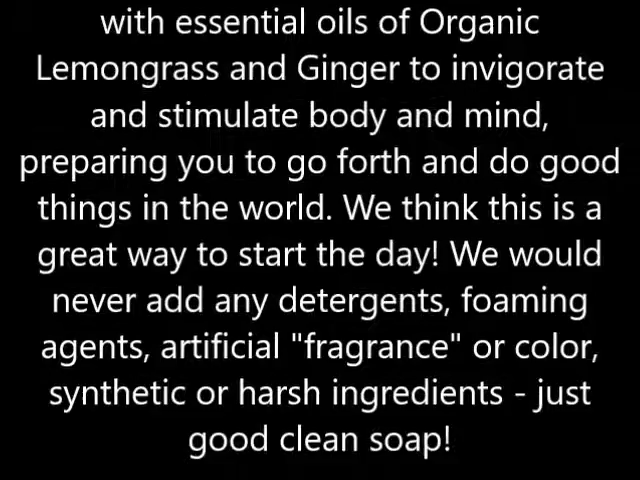 with essential oils of Organic
Lemongrass and Ginger to invigorate
and stimulate body and mind,
preparing you to go forth and do good
things in the world. We think this is a
great way to start the day! We would
never add any detergents, foaming
agents, artificial "fragrance" or color,
synthetic or harsh ingredients - just
good clean soap!